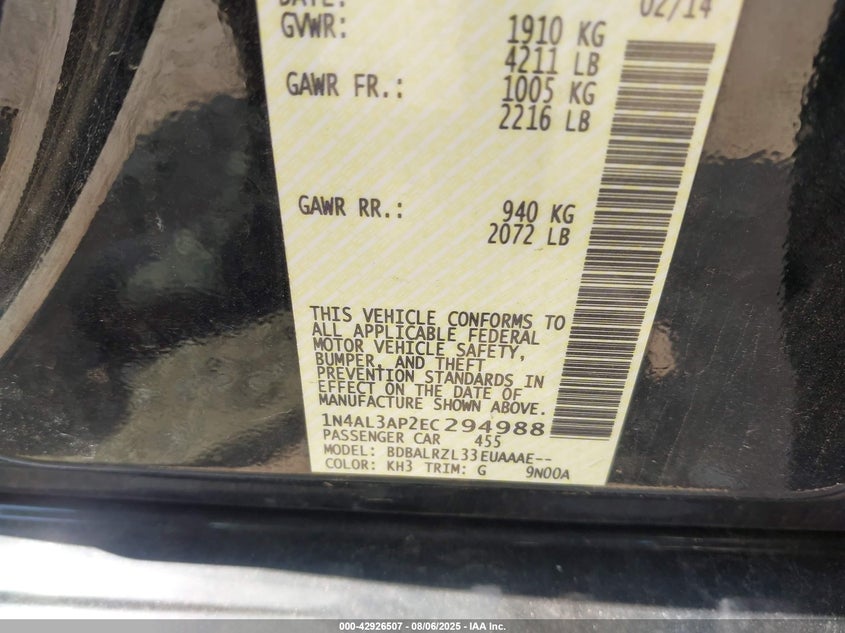 DATE: 02/14
GVWR: 1910 KG
4211 LB
GAWR FR.: 1005 KG
2216 LB
GAWR RR.: 940 KG
2072 LB
THIS VEHICLE CONFORMS TO
ALL APPLICABLE FEDERAL
MOTOR VEHICLE SAFETY,
BUMPER, AND THEFT
PREVENTION STANDARDS IN
EFFECT ON THE DATE OF
MANUFACTURE SHOWN ABOVE.
1N4AL3AP2EC294988
PASSENGER CAR 455
MODEL: BDBALRZL33EUAAAE--
COLOR: KH3 TRIM: G 9N00A
000-42926507 - 08/06/2025 - IAA Inc.